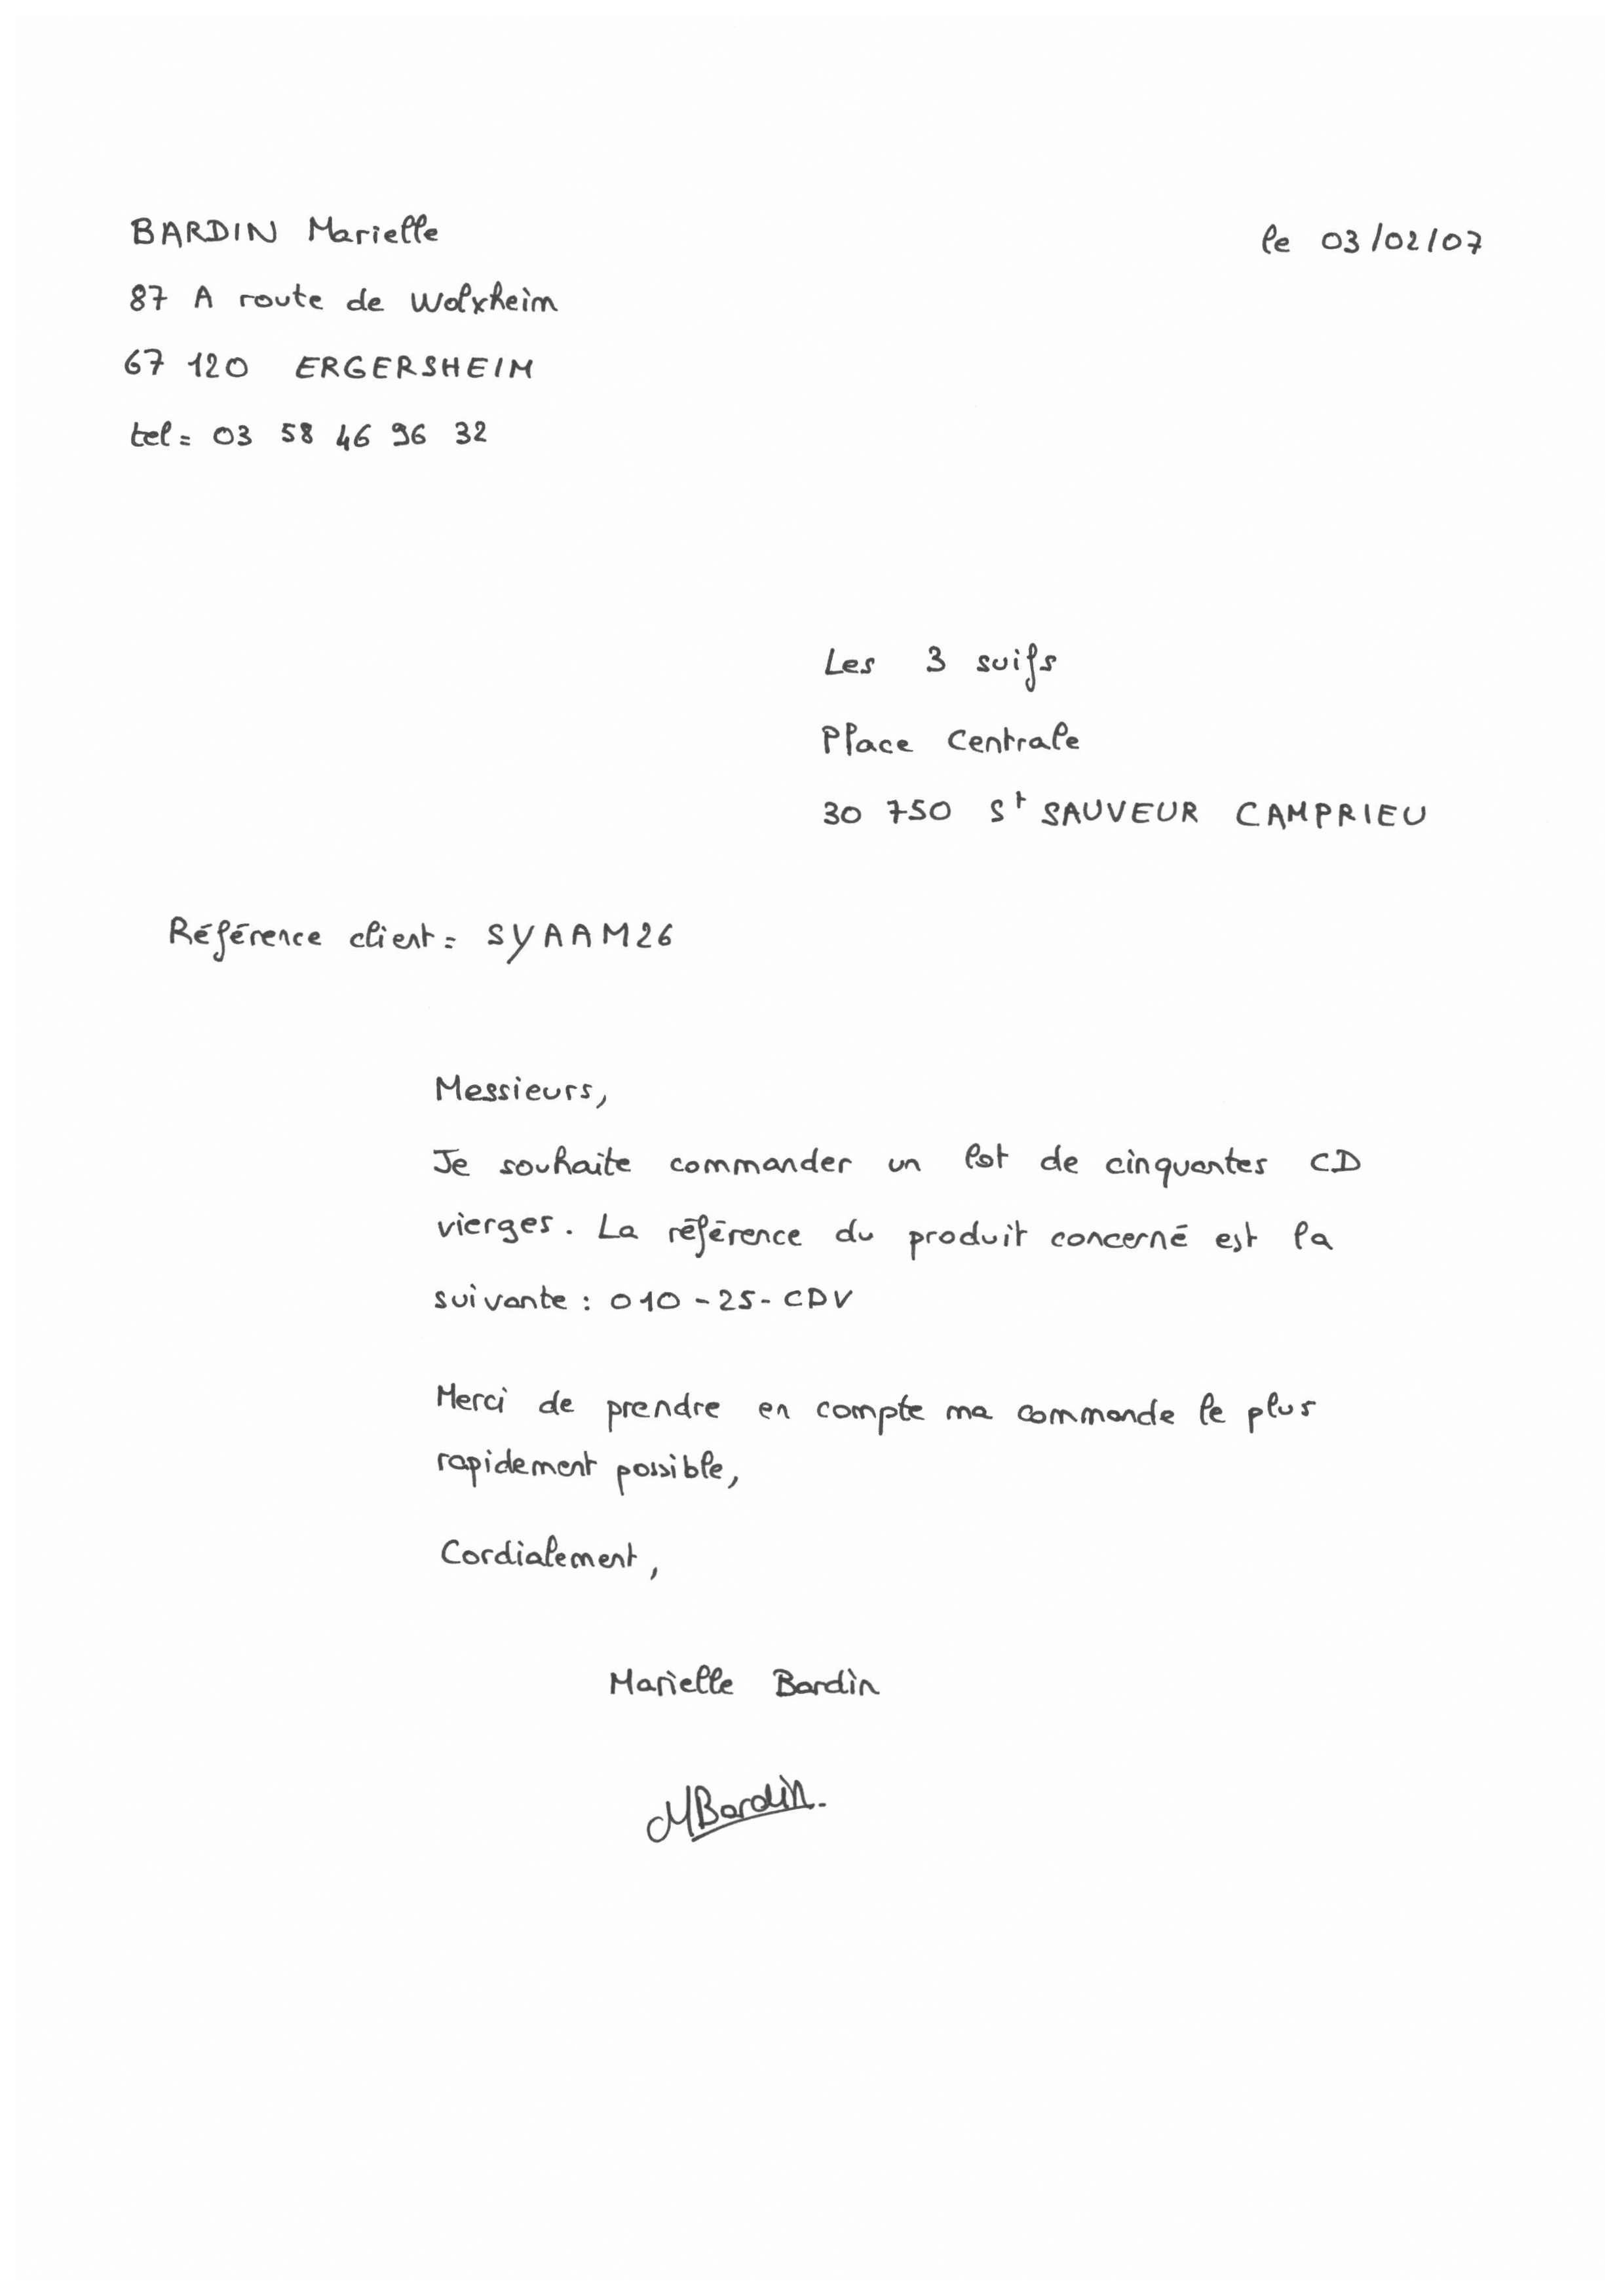 BARDIN Marielle
le 03/02/07
87 A route de Wolxheim
67 120 ERGERSHEIM
tel = 03 58 46 96 32
Les 3 suifs
Place Centrale
30 750 St SAUVEUR CAMPRIEU
Référence client = SYAAM26
Messieurs,
Je souhaite commander un lot de cinquantes CD
vierges. La référence du produit concerné est la
suivante : 010-25-CDV
Merci de prendre en compte ma commande le plus
rapidement possible,
Cordialement,
Marielle Bardin
MBardin.